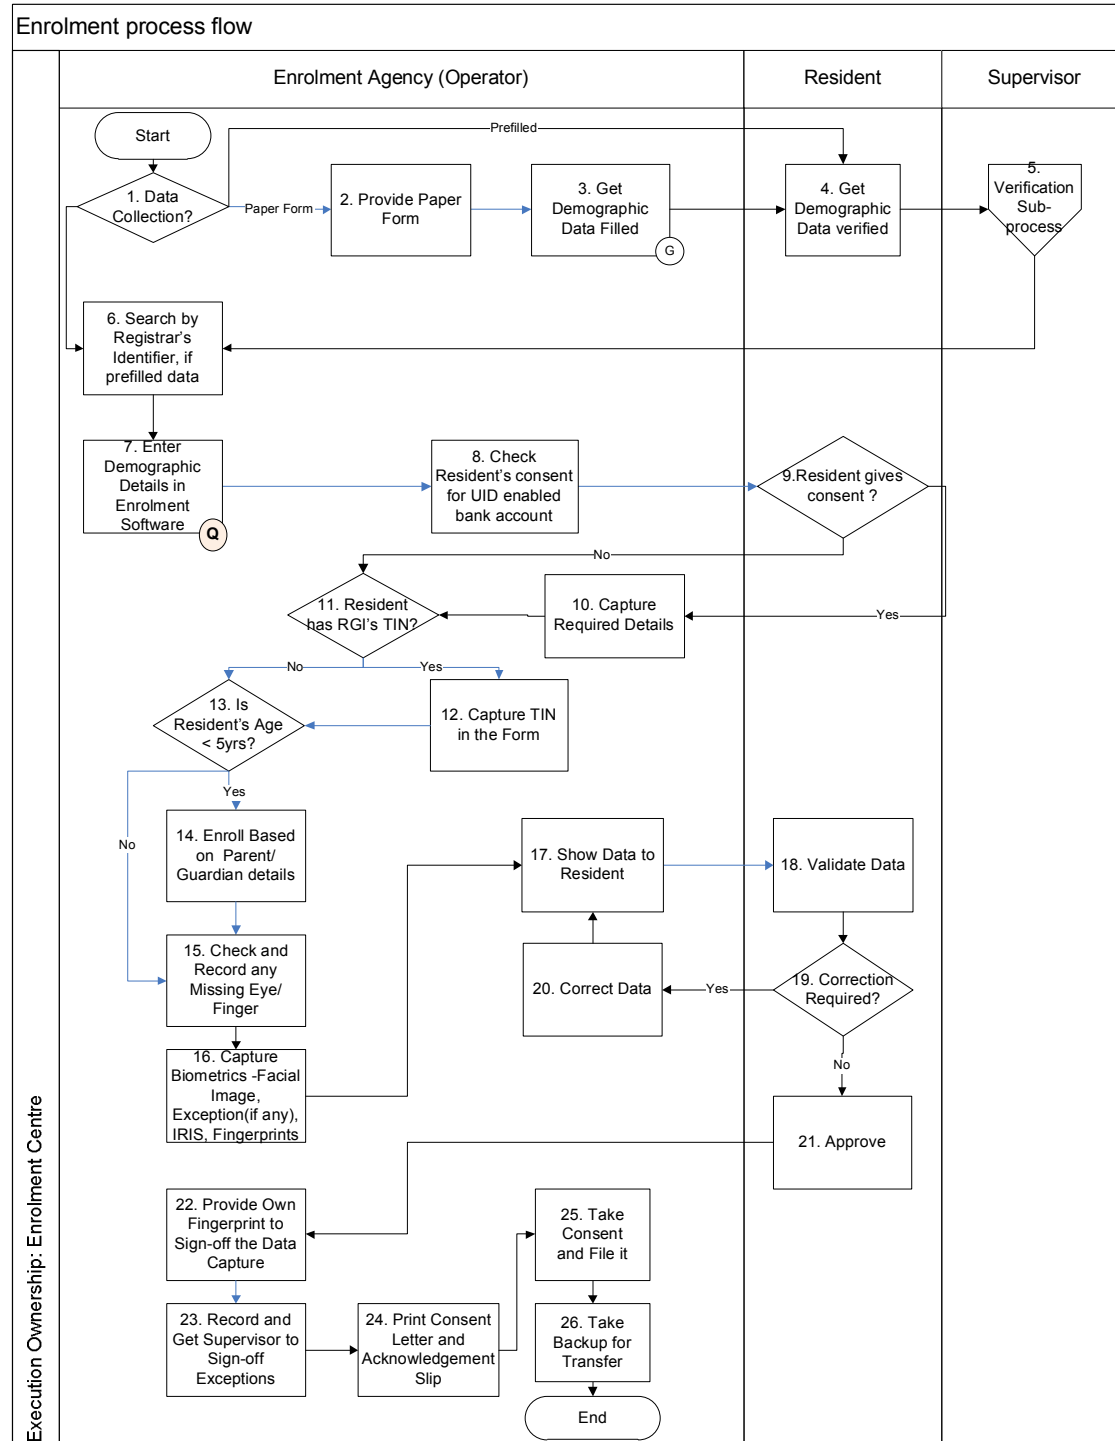 Enrolment process flow
Enrolment Agency (Operator)
Resident
Supervisor
Start
Prefilled
1. Data
Collection?
Paper Form
2. Provide Paper
Form
3. Get
Demographic
Data Filled
G
4. Get
Demographic
Data verified
5.
Verification
Sub-
process
6. Search by
Registrar's
Identifier, if
prefilled data
7. Enter
Demographic
Details in
Enrolment
Software
Q
8. Check
Resident's consent
for UID enabled
bank account
9.Resident gives
consent ?
No
Yes
10. Capture
Required Details
11. Resident
has RGI's TIN?
No
Yes
12. Capture TIN
in the Form
13. Is
Resident's Age
< 5yrs?
Yes
No
14. Enroll Based
on Parent/
Guardian details
15. Check and
Record any
Missing Eye/
Finger
16. Capture
Biometrics -Facial
Image,
Exception(if any),
IRIS, Fingerprints
17. Show Data to
Resident
18. Validate Data
19. Correction
Required?
Yes
20. Correct Data
No
21. Approve
22. Provide Own
Fingerprint to
Sign-off the Data
Capture
23. Record and
Get Supervisor to
Sign-off
Exceptions
24. Print Consent
Letter and
Acknowledgement
Slip
25. Take
Consent
and File it
26. Take
Backup for
Transfer
End
Execution Ownership: Enrolment Centre